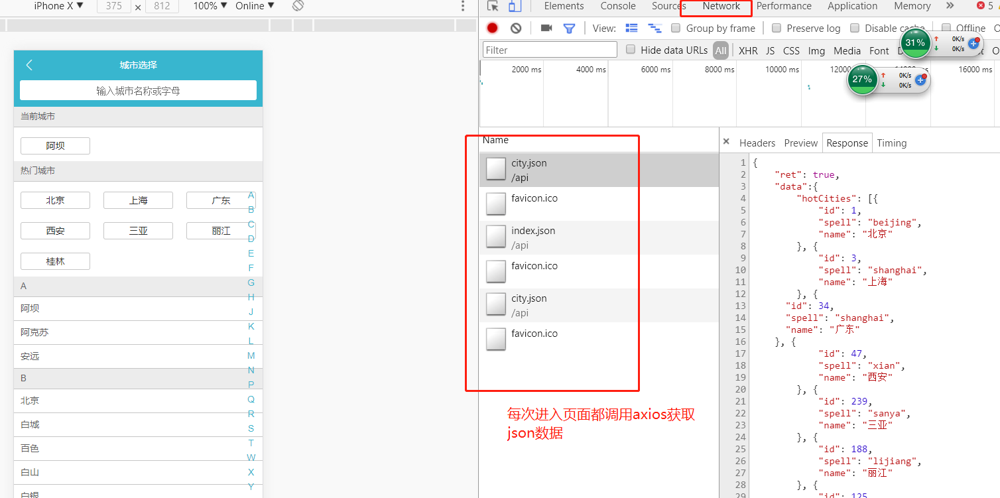 iPhone X ▼ 375 × 812 100% ▼ Online ▼
城市选择
输入城市名称或字母
当前城市
阿坝
热门城市
北京 上海 广东
西安 三亚 丽江
桂林
A
阿坝
阿克苏
安远
B
北京
白城
百色
白山
白银
A
B
C
D
E
F
G
H
J
K
L
M
N
P
Q
R
S
T
W
X
Y
Elements Console Sources Network Performance Application Memory » 5
View: Group by frame Preserve log Disable cache Offline
Filter Hide data URLs All XHR JS CSS Img Media Font
31% 0K/s
0K/s
2000 ms 4000 ms 6000 ms 8000 ms 10000 ms 16000 ms
27% 0K/s
0K/s
Name
city.json
/api
favicon.ico
index.json
/api
favicon.ico
city.json
/api
favicon.ico
每次进入页面都调用axios获取
json数据
× Headers Preview Response Timing
1 {
2 "ret": true,
3 "data":{
4 "hotCities": [{
5 "id": 1,
6 "spell": "beijing",
7 "name": "北京"
8 }, {
9 "id": 3,
10 "spell": "shanghai",
11 "name": "上海"
12 }, {
13 "id": 34,
14 "spell": "shanghai",
15 "name": "广东"
16 }, {
17 "id": 47,
18 "spell": "xian",
19 "name": "西安"
20 }, {
21 "id": 239,
22 "spell": "sanya",
23 "name": "三亚"
24 }, {
25 "id": 188,
26 "spell": "lijiang",
27 "name": "丽江"
28 }, {
29 "id": 125,